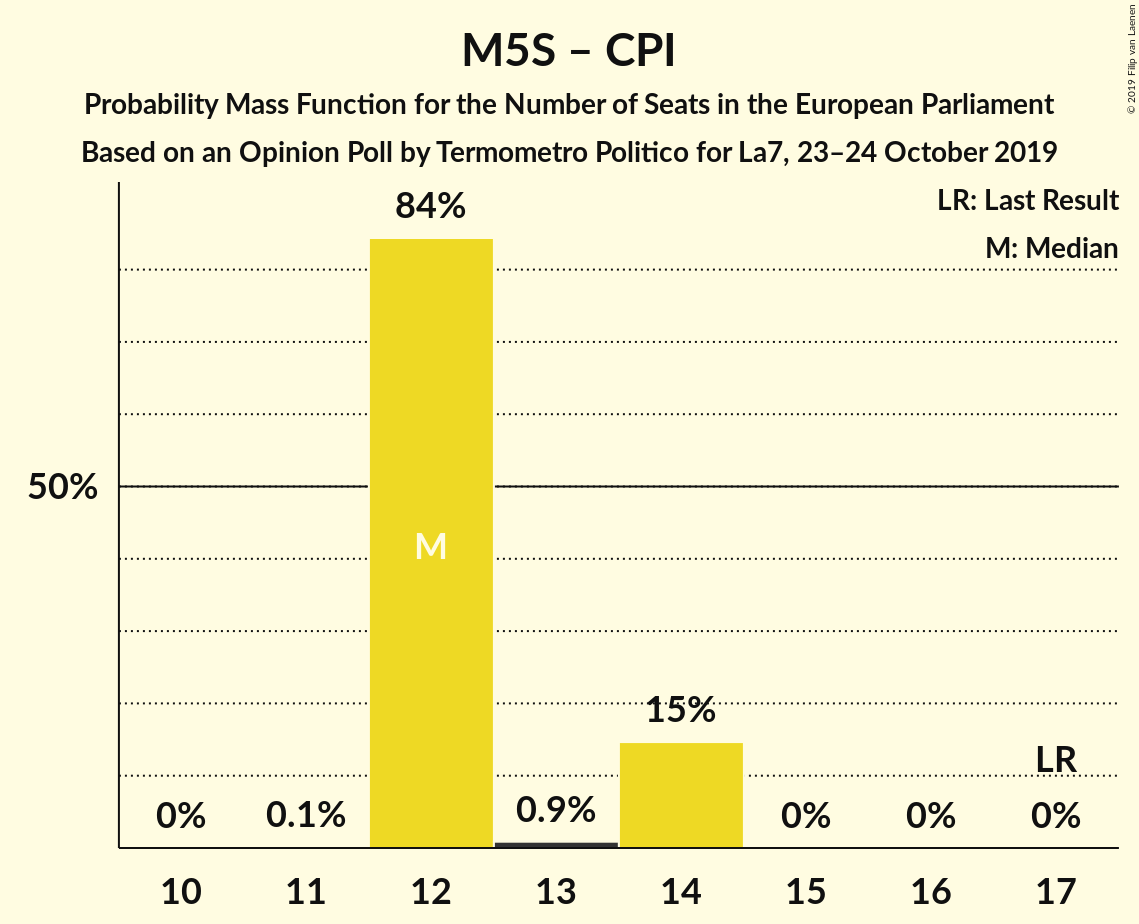 M5S – CPI
Probability Mass Function for the Number of Seats in the European Parliament
Based on an Opinion Poll by Termometro Politico for La7, 23–24 October 2019
© 2019 Filip van Laenen
LR: Last Result
M: Median
84%
50%
M
15%
LR
0%
0.1%
0.9%
0%
0%
0%
10
11
12
13
14
15
16
17